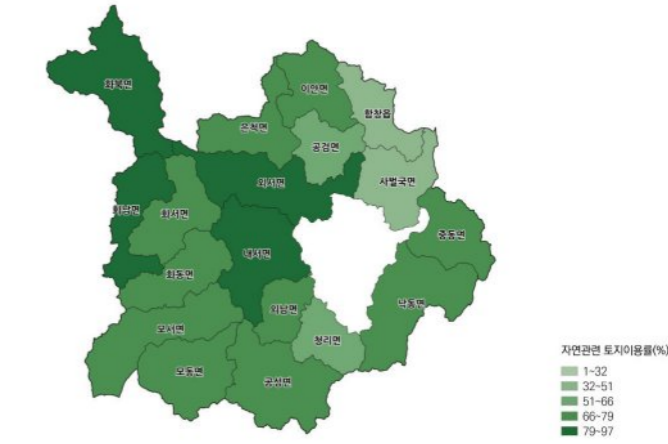 화북면
이안면
함창읍
은척면
공검면
외서면
사벌국면
화남면
화서면
중동면
내서면
화동면
낙동면
외남면
모서면
청리면
모동면
공성면
자연관련 토지이용률(%)
1~32
32~51
51~66
66~79
79~97